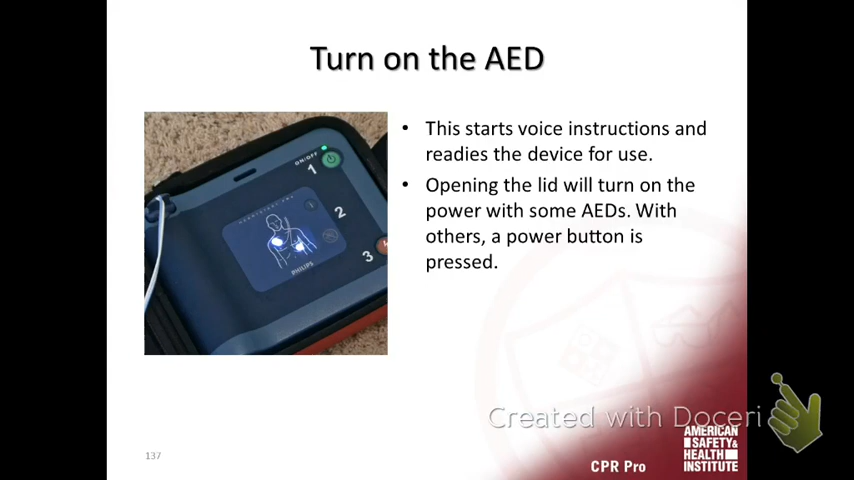 Turn on the AED
ON/OFF
1
2
3
PHILIPS
• This starts voice instructions and
readies the device for use.
• Opening the lid will turn on the
power with some AEDs. With
others, a power button is
pressed.
Created with Doceri
137
CPR Pro
AMERICAN
SAFETY&
HEALTH
INSTITUTE